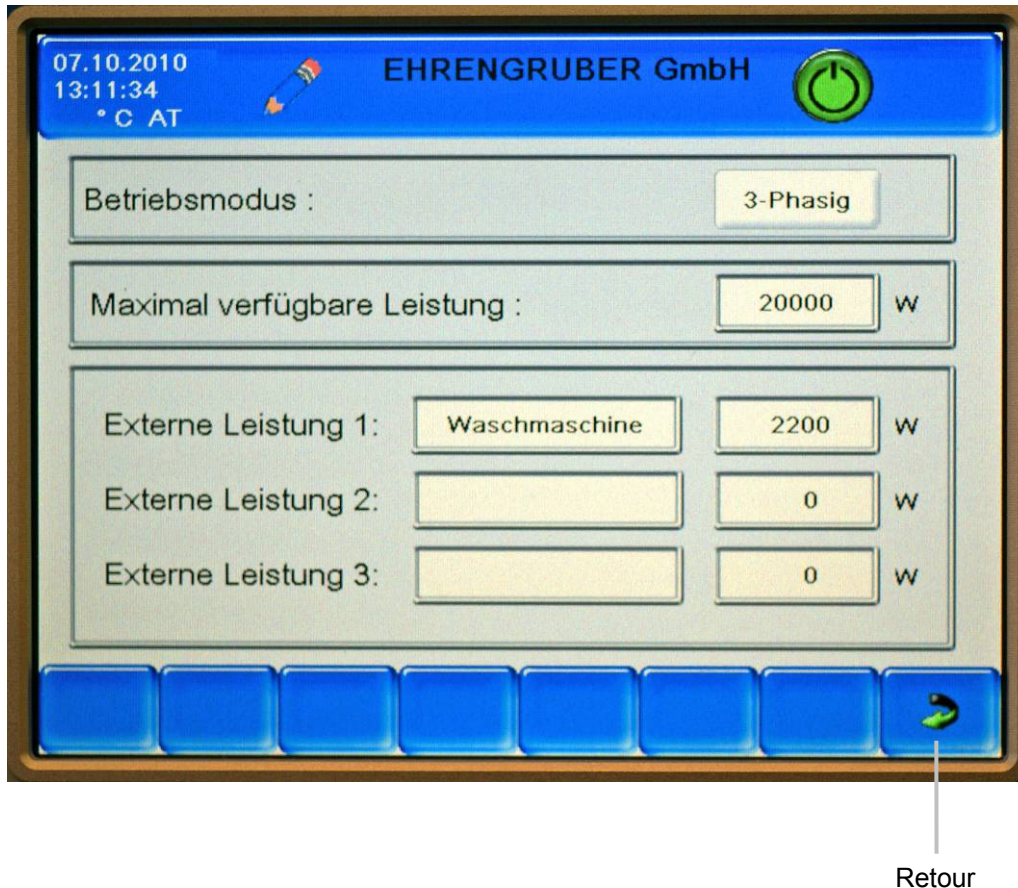 07.10.2010
13:11:34
° C AT
EHRENGRUBER GmbH
Betriebsmodus :
3-Phasig
Maximal verfügbare Leistung :
20000 W
Externe Leistung 1: Waschmaschine 2200 W
Externe Leistung 2: 0 W
Externe Leistung 3: 0 W
Retour